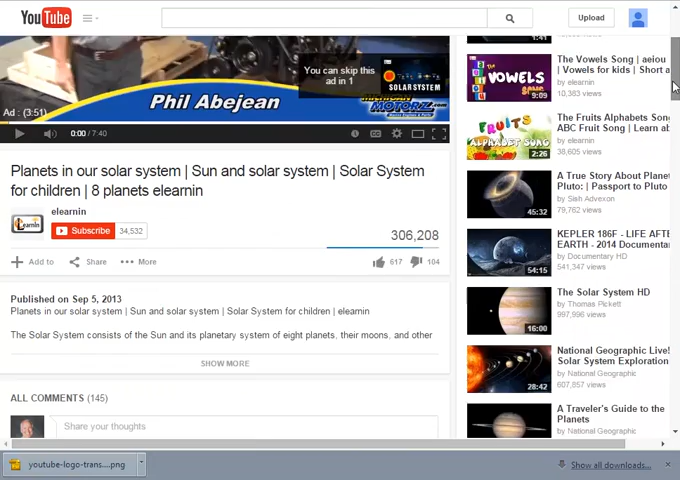 YouTube
Upload
You can skip this
ad in 1
SOLAR SYSTEM
Phil Abejean
MICHIGAN
MOTORZ.com
Ad : (3:51)
0:00 / 7:40
Planets in our solar system | Sun and solar system | Solar System
for children | 8 planets elearnin
elearnin
Subscribe 34,532
306,208
Add to Share More 617 104
Published on Sep 5, 2013
Planets in our solar system | Sun and solar system | Solar System for children | elearnin
The Solar System consists of the Sun and its planetary system of eight planets, their moons, and other
SHOW MORE
ALL COMMENTS (145)
Share your thoughts
1:41
The Vowels Song | aeiou
| Vowels for kids | Short a
by elearnin
10,383 views
VOWELS
SONG
9:09
The Fruits Alphabets Song
ABC Fruit Song | Learn ab
by elearnin
38,605 views
FRUITS
ALPHABET SONG
2:26
A True Story About Planet
Pluto: | Passport to Pluto
by Siah Advexon
79,762 views
45:32
KEPLER 186F - LIFE AFTE
EARTH - 2014 Documentar
by Documentary HD
541,347 views
54:15
The Solar System HD
by Thomas Pickett
997,996 views
16:00
National Geographic Live!
Solar System Exploration
by National Geographic
607,857 views
28:42
A Traveler's Guide to the
Planets
by National Geographic
youtube-logo-trans....png
Show all downloads...